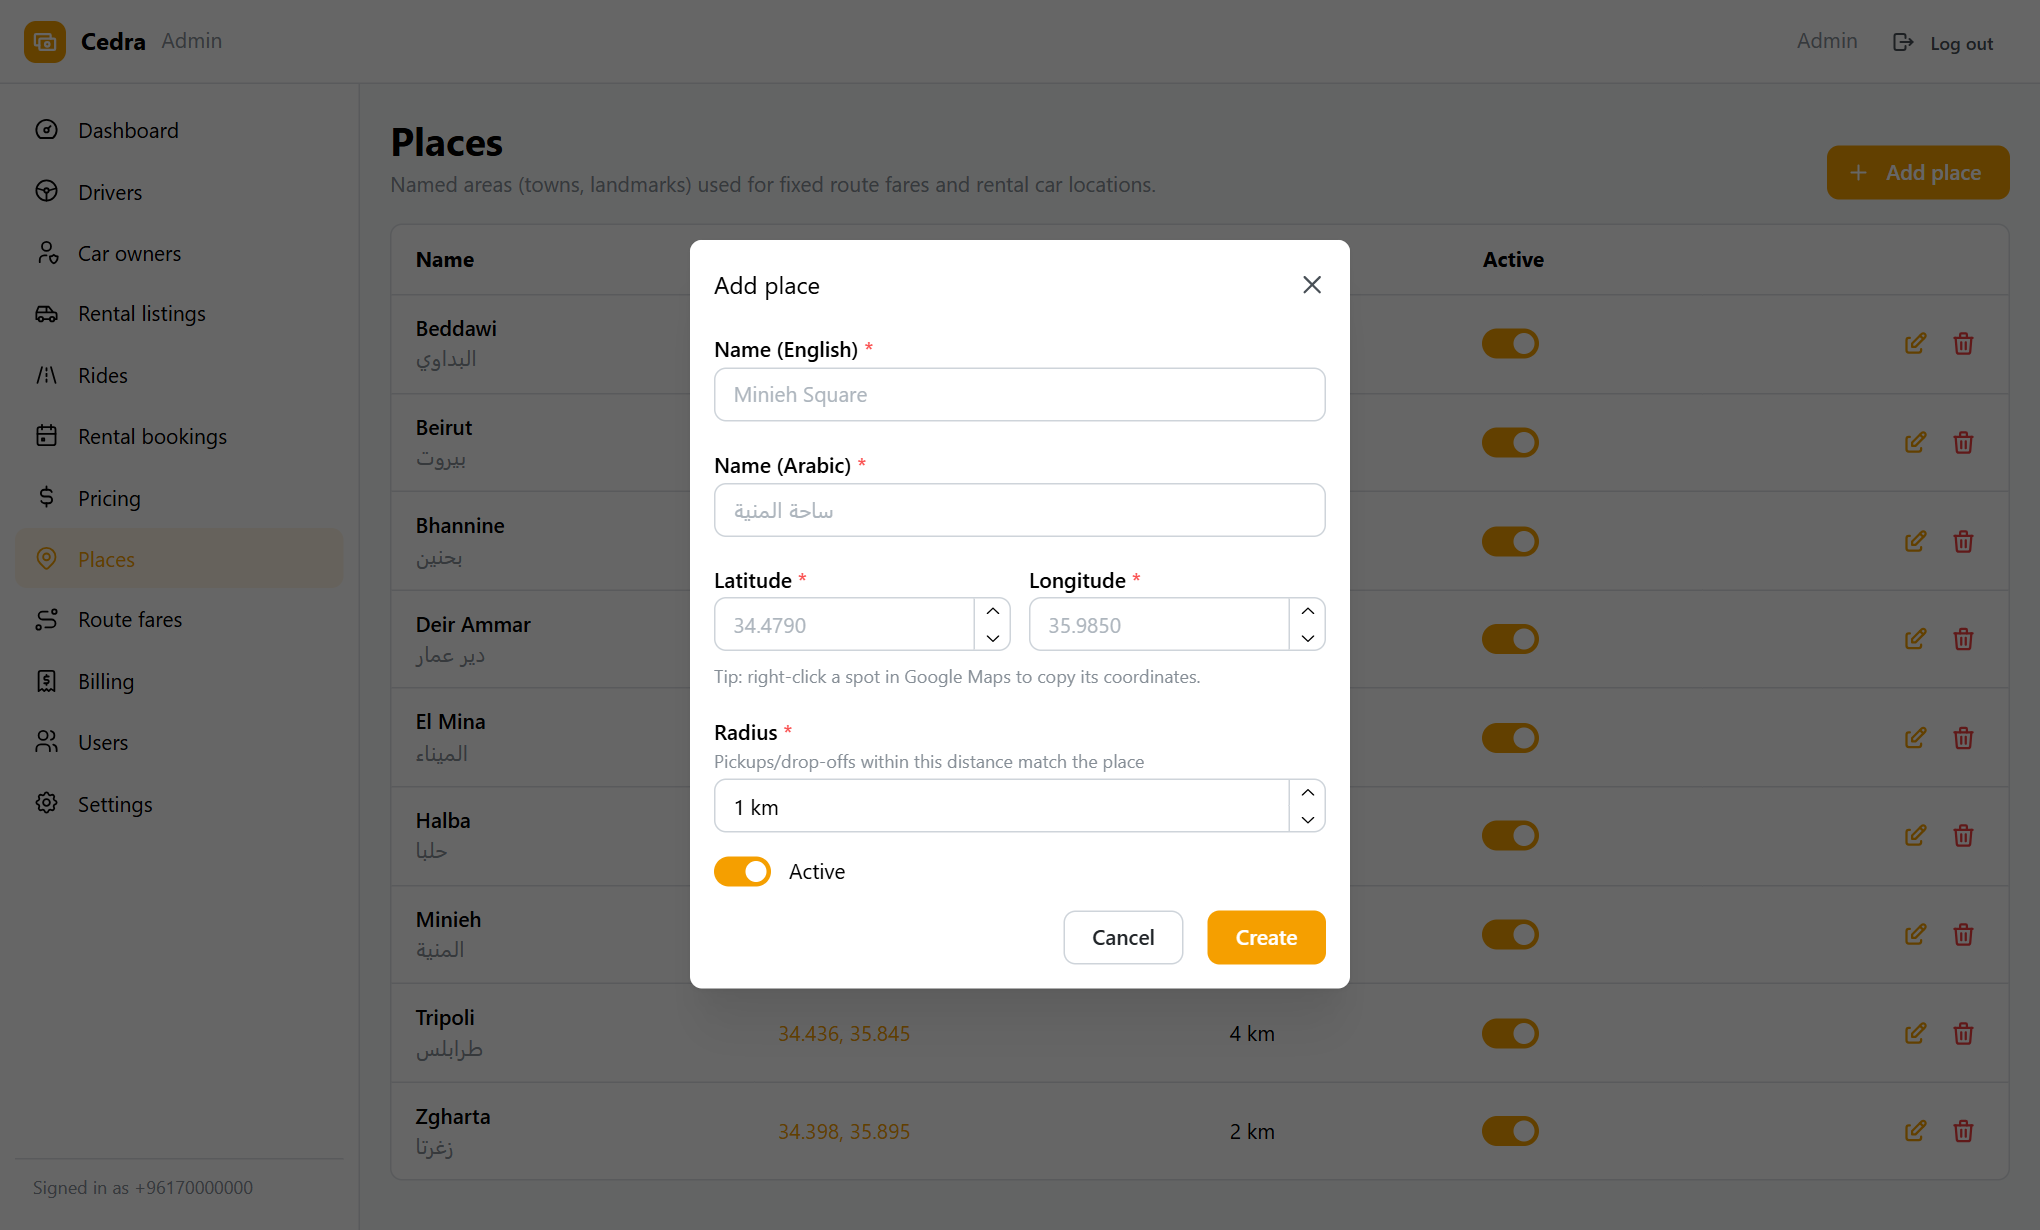 Cedra Admin
Admin
Log out
Dashboard
Drivers
Car owners
Rental listings
Rides
Rental bookings
Pricing
Places
Route fares
Billing
Users
Settings
Signed in as +96170000000
Places
Named areas (towns, landmarks) used for fixed route fares and rental car locations.
+ Add place
Name
Active
Beddawi
البداوي
Beirut
بيروت
Bhannine
بحنين
Deir Ammar
دير عمار
El Mina
الميناء
Halba
حلبا
Minieh
المنية
Tripoli
طرابلس
34.436, 35.845
4 km
Zgharta
زغرتا
34.398, 35.895
2 km
Add place
Name (English) *
Minieh Square
Name (Arabic) *
ساحة المنية
Latitude *
Longitude *
34.4790
35.9850
Tip: right-click a spot in Google Maps to copy its coordinates.
Radius *
Pickups/drop-offs within this distance match the place
1 km
Active
Cancel
Create